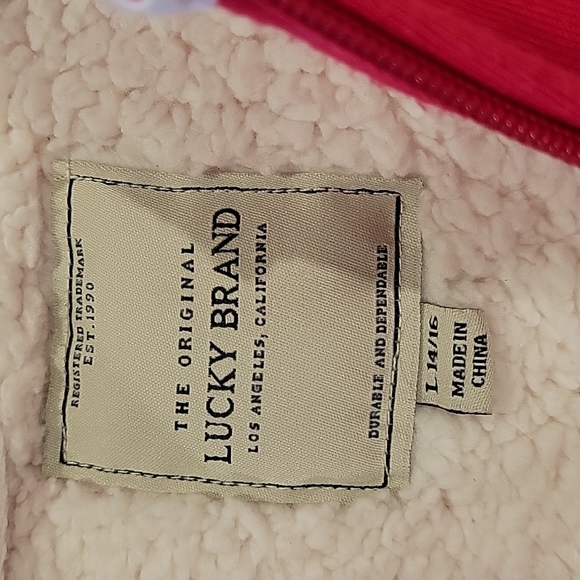 REGISTERED TRADEMARK
EST. 1990
THE ORIGINAL
LUCKY BRAND
LOS ANGELES, CALIFORNIA
DURABLE AND DEPENDABLE
L 14/16
MADE IN
CHINA